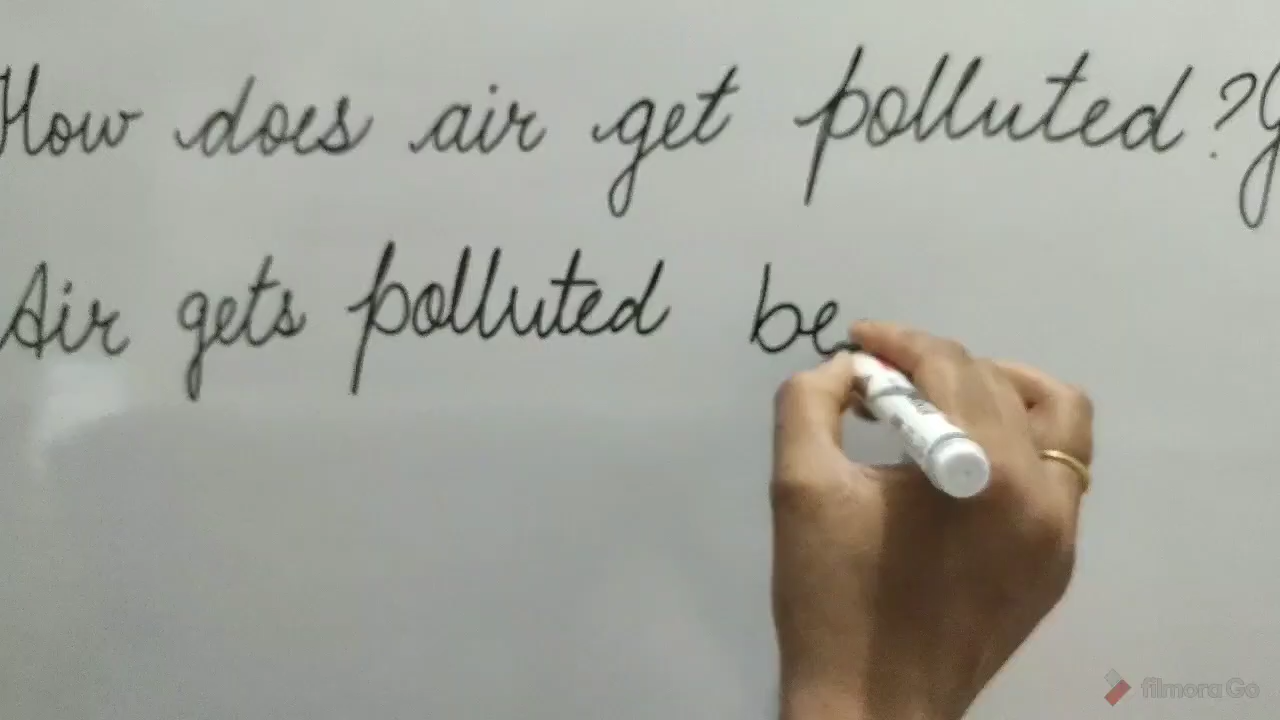 How does air get polluted?
Air gets polluted be
filmora Go